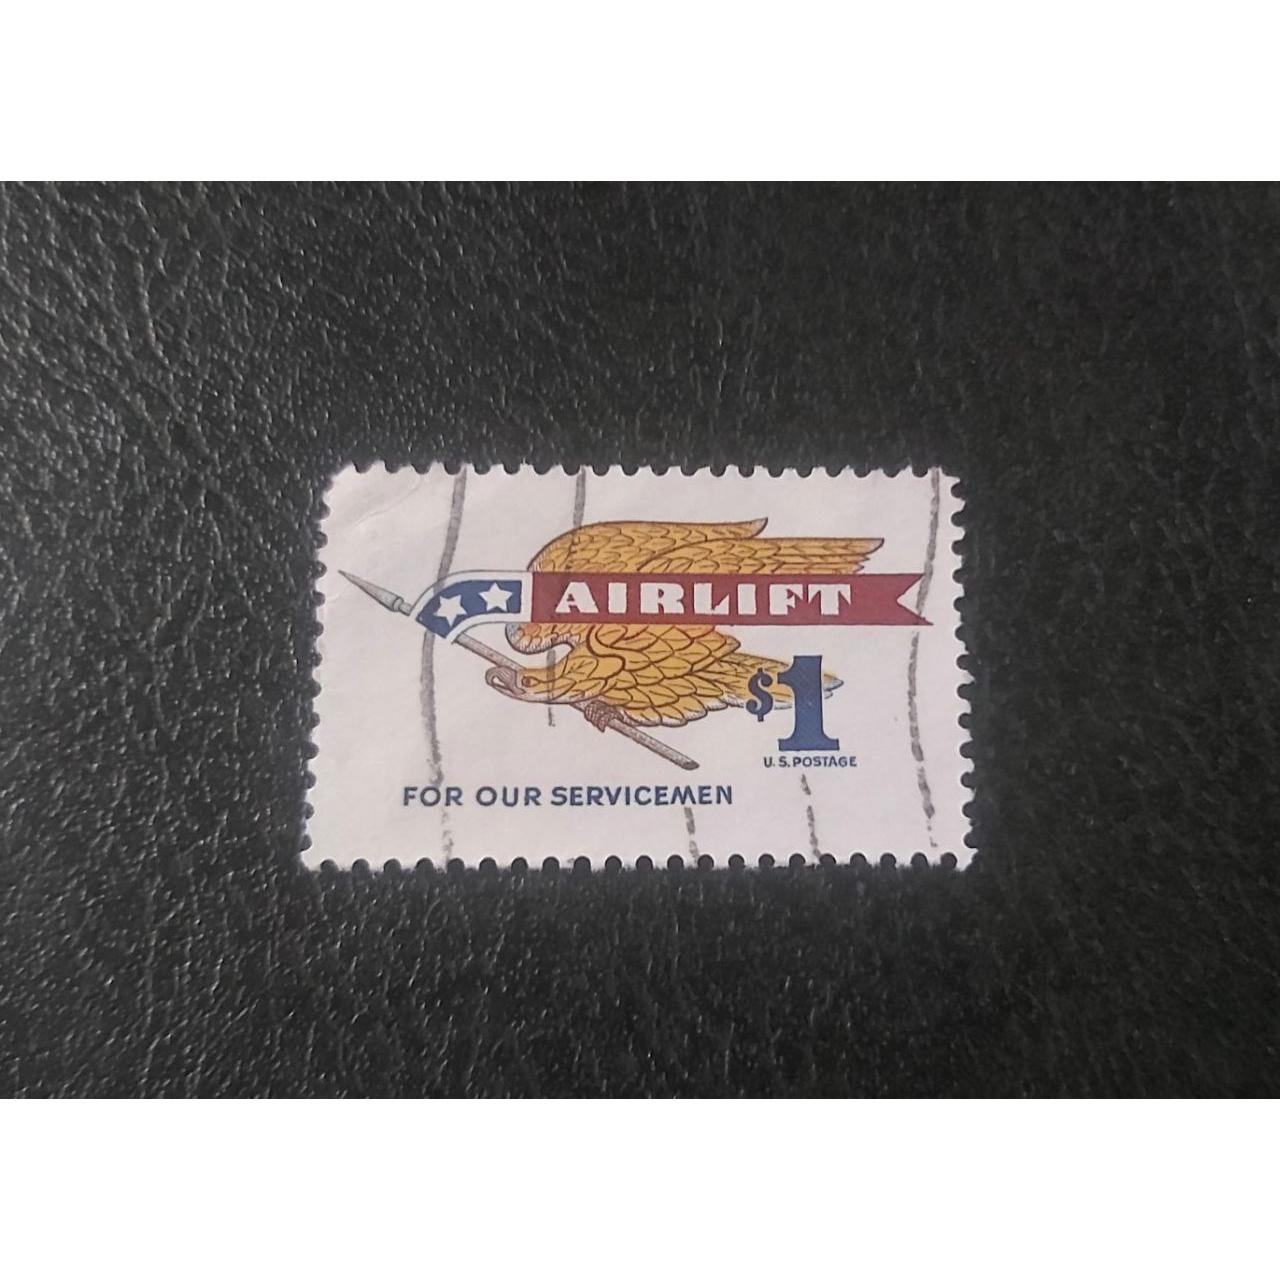 AIRLIFT
$1
U.S. POSTAGE
FOR OUR SERVICEMEN